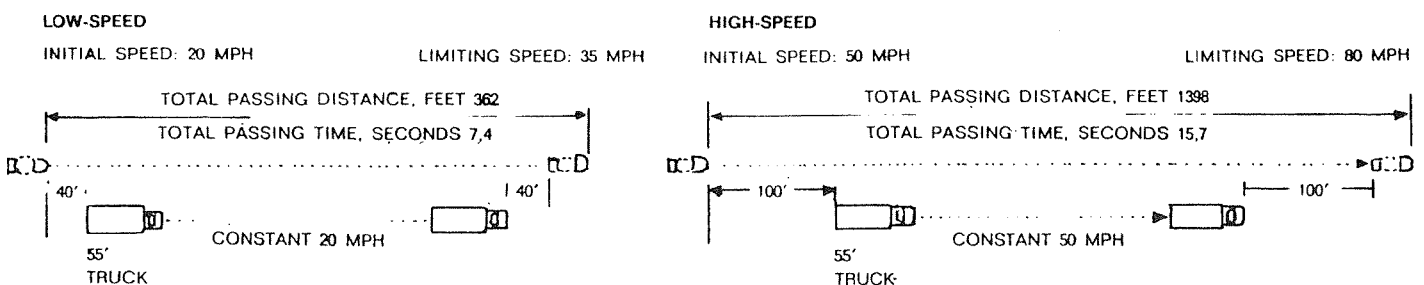 LOW-SPEED
INITIAL SPEED: 20 MPH
LIMITING SPEED: 35 MPH
TOTAL PASSING DISTANCE, FEET 362
TOTAL PASSING TIME, SECONDS 7,4
40'
40'
CONSTANT 20 MPH
55'
TRUCK
HIGH-SPEED
INITIAL SPEED: 50 MPH
LIMITING SPEED: 80 MPH
TOTAL PASSING DISTANCE, FEET 1398
TOTAL PASSING TIME, SECONDS 15,7
100'
100'
CONSTANT 50 MPH
55'
TRUCK